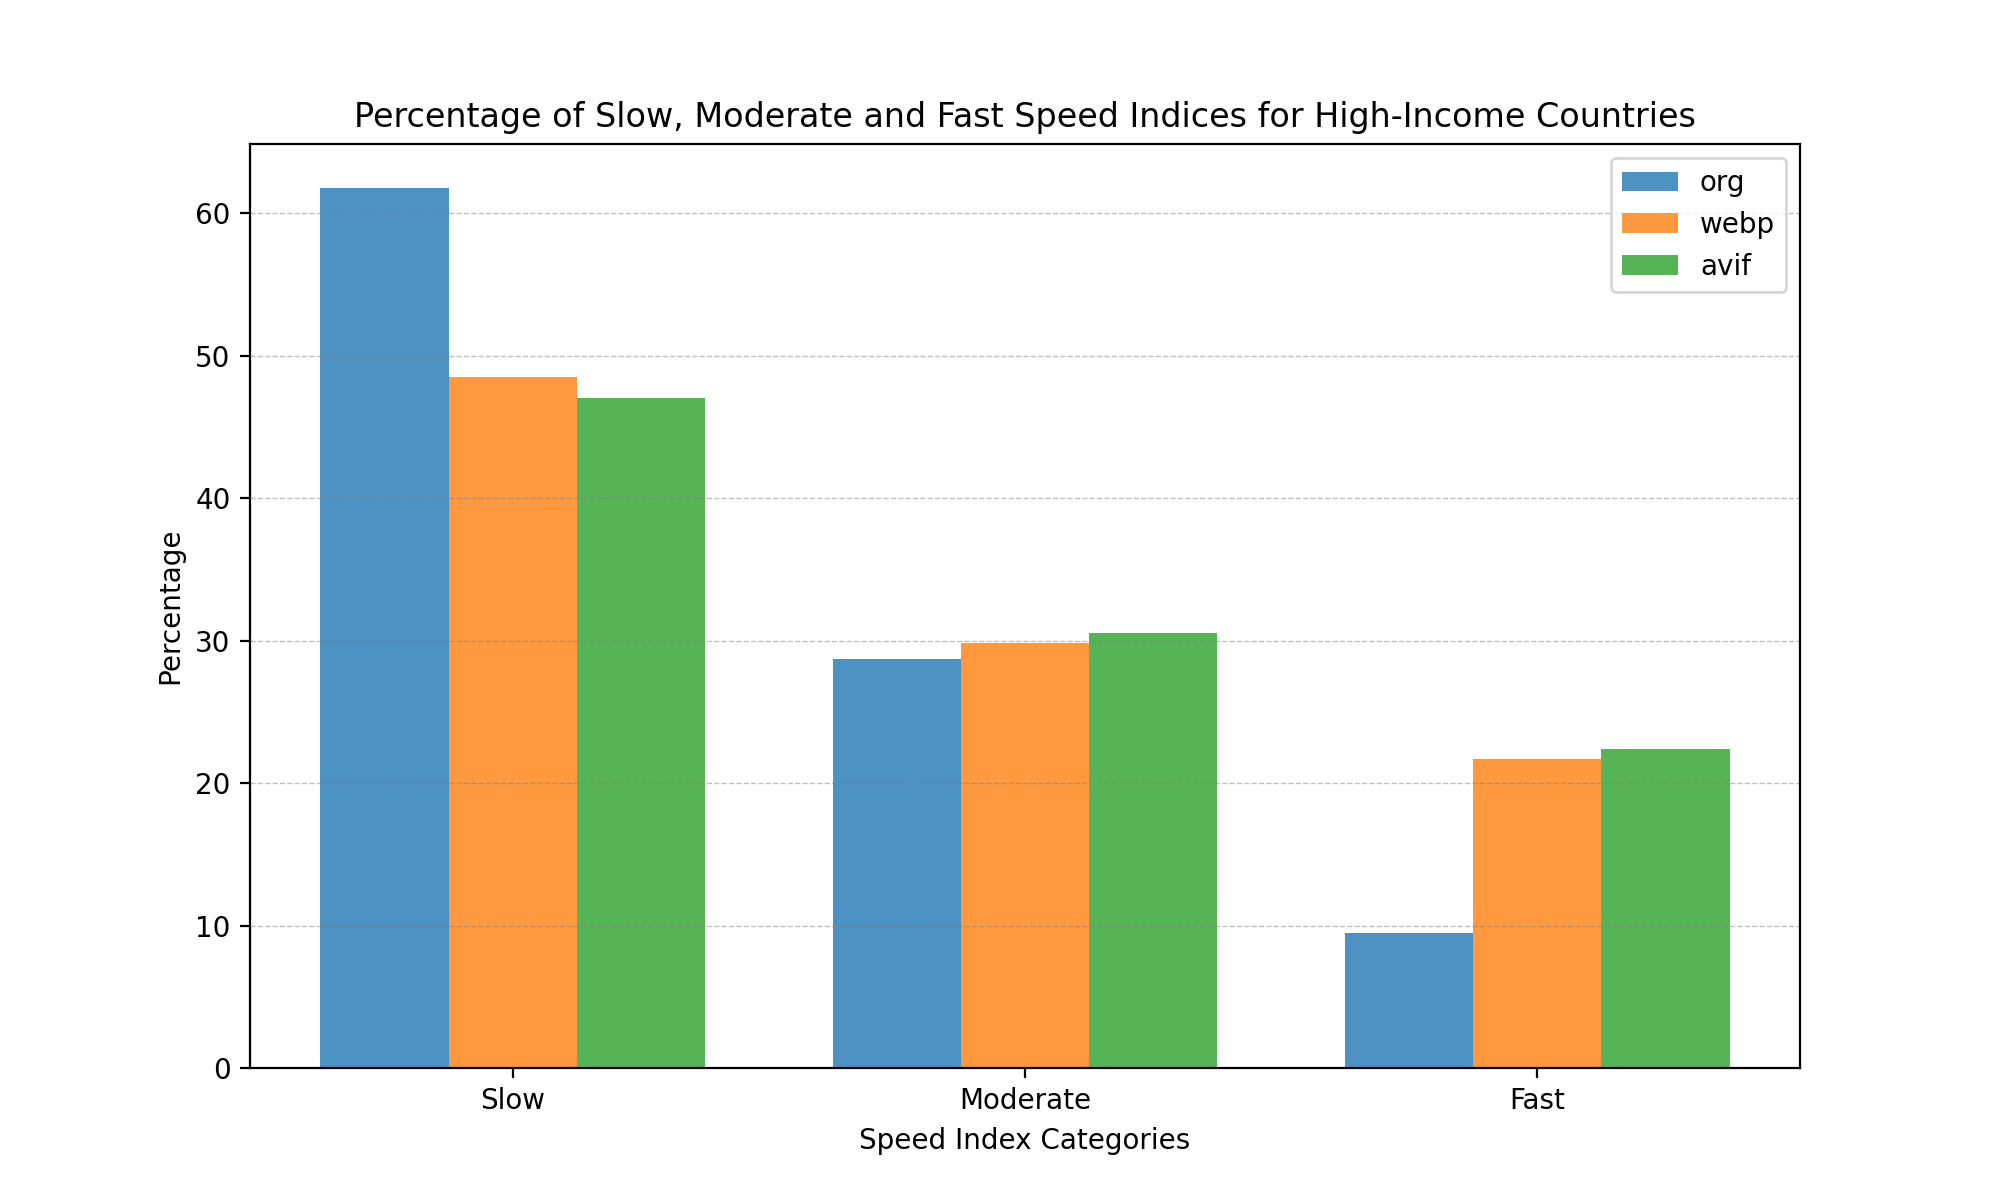 Percentage of Slow, Moderate and Fast Speed Indices for High-Income Countries
org
webp
avif
60
50
40
30
20
10
0
Percentage
Slow
Moderate
Fast
Speed Index Categories